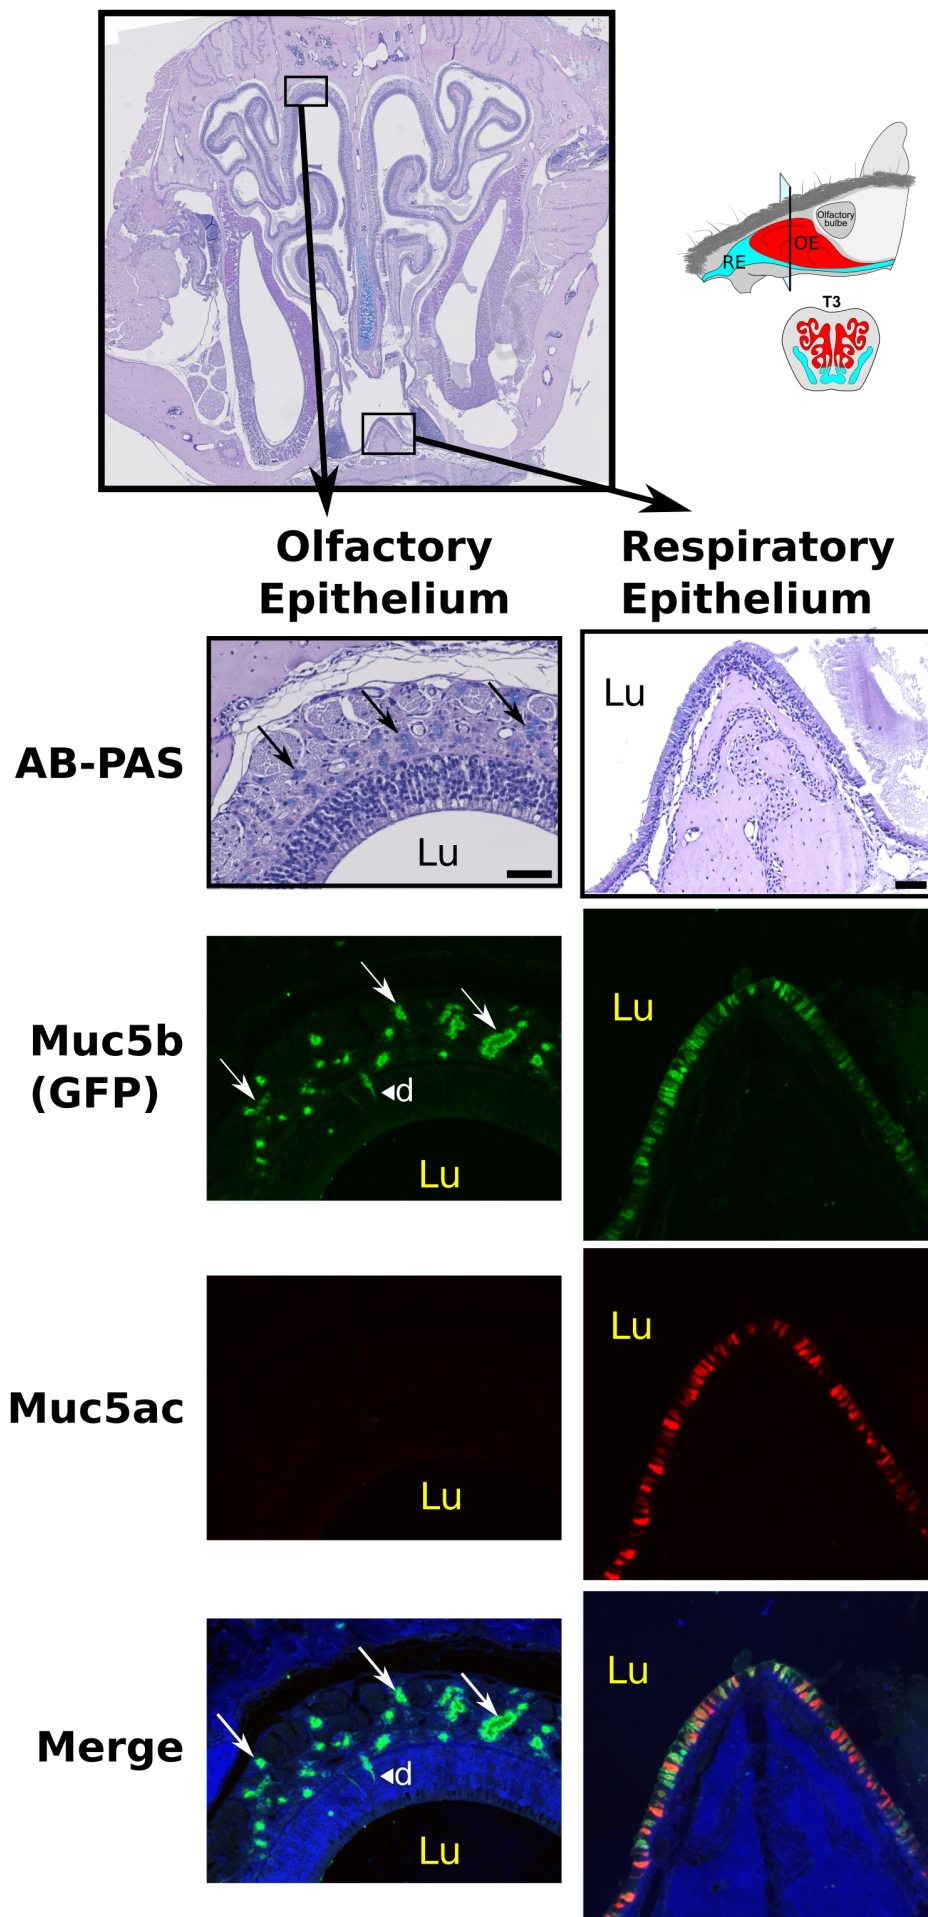 Olfactory
bulbe
OE
RE
T3
Olfactory
Epithelium
Respiratory
Epithelium
AB-PAS
Lu
Lu
Muc5b
(GFP)
d
Lu
Lu
Muc5ac
Lu
Lu
Merge
d
Lu
Lu